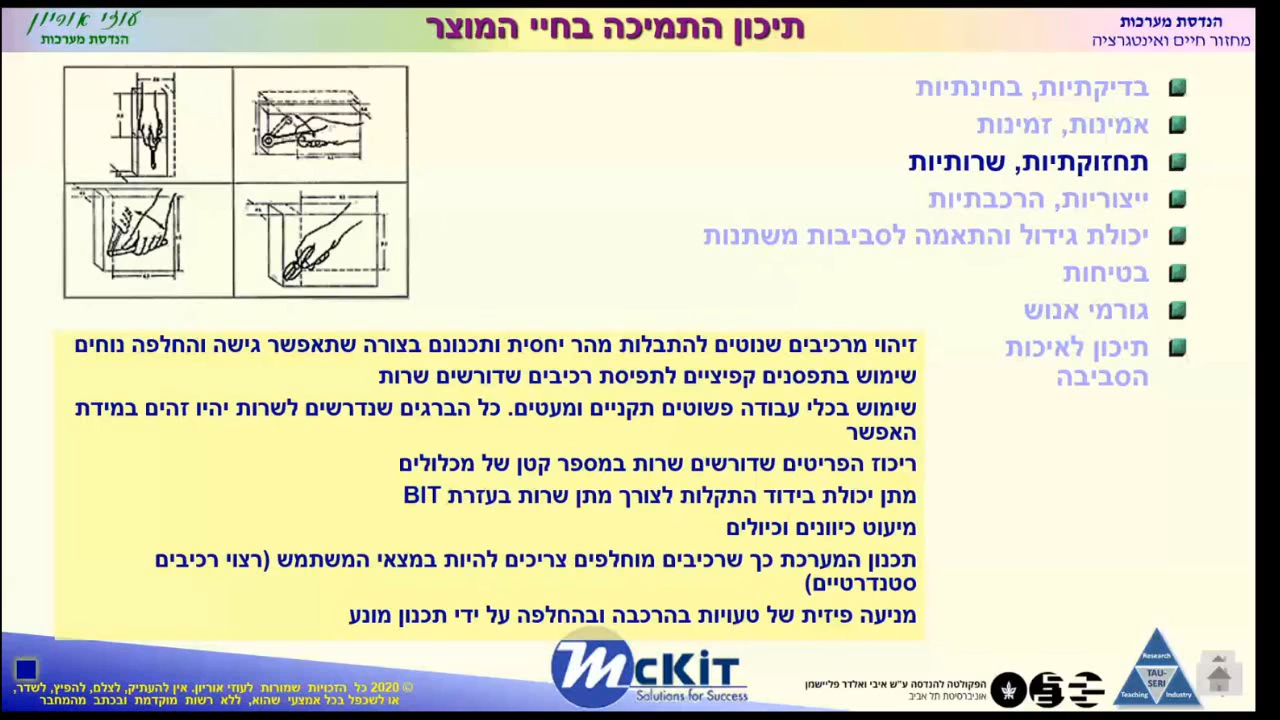 הנדסת מערכות
מחזור חיים ואינטגרציה
תיכון התמיכה בחיי המוצר
עוזי אוריון
הנדסת מערכות
בדיקתיות, בחינתיות
אמינות, זמינות
תחזוקתיות, שרותיות
ייצוריות, הרכבתיות
יכולת גידול והתאמה לסביבות משתנות
בטיחות
גורמי אנוש
תיכון לאיכות
הסביבה
זיהוי מרכיבים שנוטים להתבלות מהר יחסית ותכנונם בצורה שתאפשר גישה והחלפה נוחים
שימוש בתפסנים קפיציים לתפיסת רכיבים שדורשים שרות
שימוש בכלי עבודה פשוטים תקניים ומעטים. כל הברגים שנדרשים לשרות יהיו זהים במידת
האפשר
ריכוז הפריטים שדורשים שרות במספר קטן של מכלולים
מתן יכולת בידוד התקלות לצורך מתן שרות בעזרת BIT
מיעוט כיוונים וכיולים
תכנון המערכת כך שרכיבים מוחלפים צריכים להיות במצאי המשתמש (רצוי רכיבים
סטנדרטיים)
מניעה פיזית של טעויות בהרכבה ובהחלפה על ידי תכנון מונע
Research
TAU-
SERI
Teaching
Industry
הפקולטה להנדסה ע"ש איבי ואלדר פליישמן
אוניברסיטת תל אביב
McKit
Solutions for Success
© 2020 כל הזכויות שמורות לעוזי אוריון. אין להעתיק, לצלם, להפיץ, לשדר,
או לשכפל בכל אמצעי שהוא, ללא רשות מוקדמת ובכתב מהמחבר